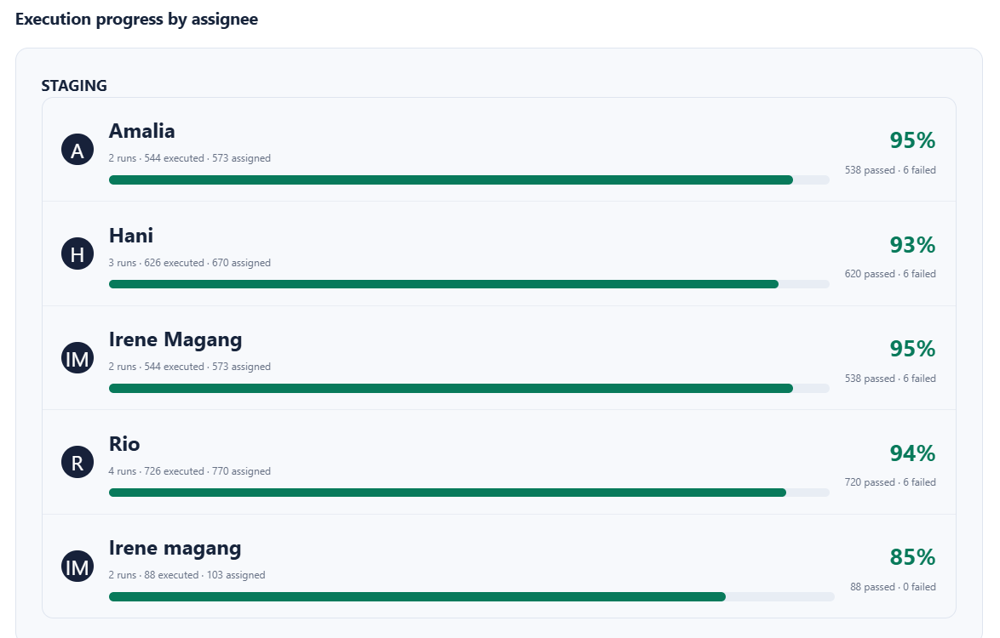 Execution progress by assignee
STAGING
A
Amalia
2 runs · 544 executed · 573 assigned
95%
538 passed · 6 failed
H
Hani
3 runs · 626 executed · 670 assigned
93%
620 passed · 6 failed
IM
Irene Magang
2 runs · 544 executed · 573 assigned
95%
538 passed · 6 failed
R
Rio
4 runs · 726 executed · 770 assigned
94%
720 passed · 6 failed
IM
Irene magang
2 runs · 88 executed · 103 assigned
85%
88 passed · 0 failed